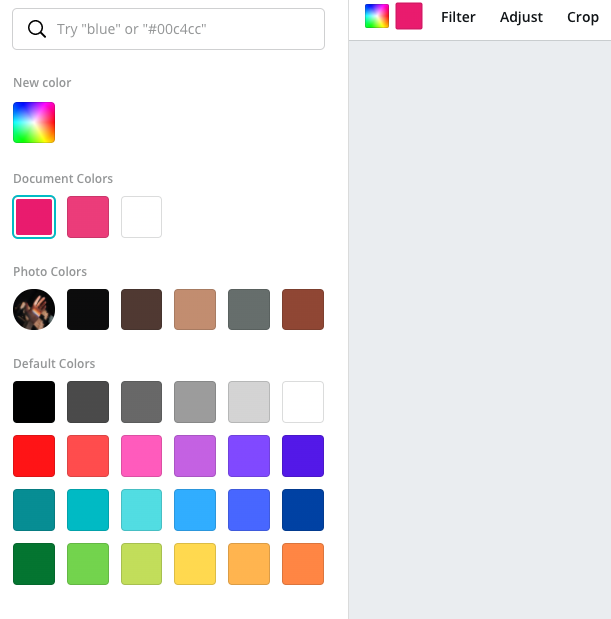 Try "blue" or "#00c4cc"
Filter Adjust Crop
New color
Document Colors
Photo Colors
Default Colors